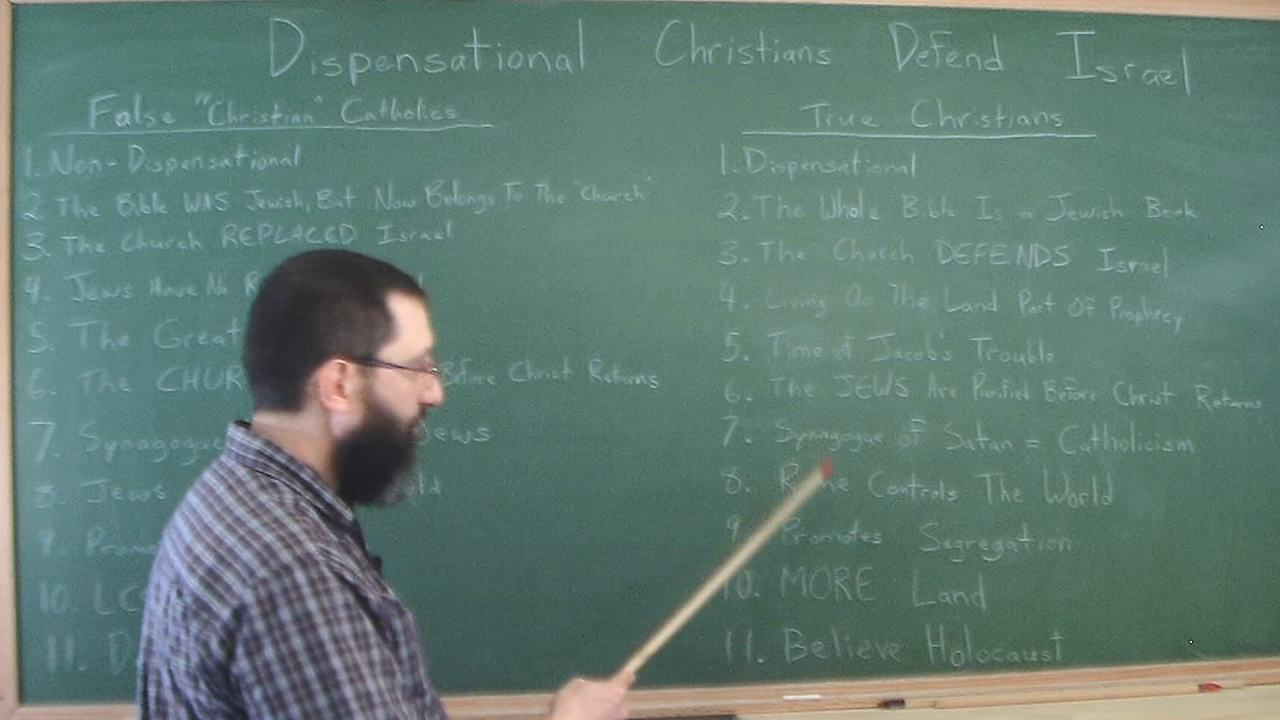 Dispensational Christians Defend Israel
False "Christian" Catholics
1. Non-Dispensational
2. The Bible WAS Jewish, But Now Belongs To The "Church"
3. The Church REPLACED Israel
4. Jews Have No
5. The Great
6. The CHUR Before Christ Returns
7. Synagogue Jews
8. Jews
9.
10.
11.
True Christians
1. Dispensational
2. The Whole Bible Is a Jewish Book
3. The Church DEFENDS Israel
4. Living On The Land Part Of Prophecy
5. Time of Jacob's Trouble
6. The JEWS Are Purified Before Christ Returns
7. Synagogue of Satan = Catholicism
8. Rome Controls The World
9. Promotes Segregation
10. MORE Land
11. Believe Holocaust